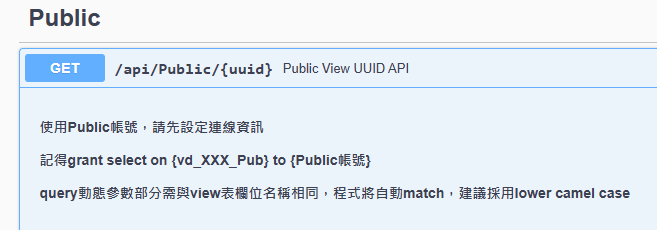 Public
GET /api/Public/{uuid} Public View UUID API
使用Public帳號，請先設定連線資訊
記得grant select on {vd_XXX_Pub} to {Public帳號}
query動態參數部分需與view表欄位名稱相同，程式將自動match，建議採用lower camel case